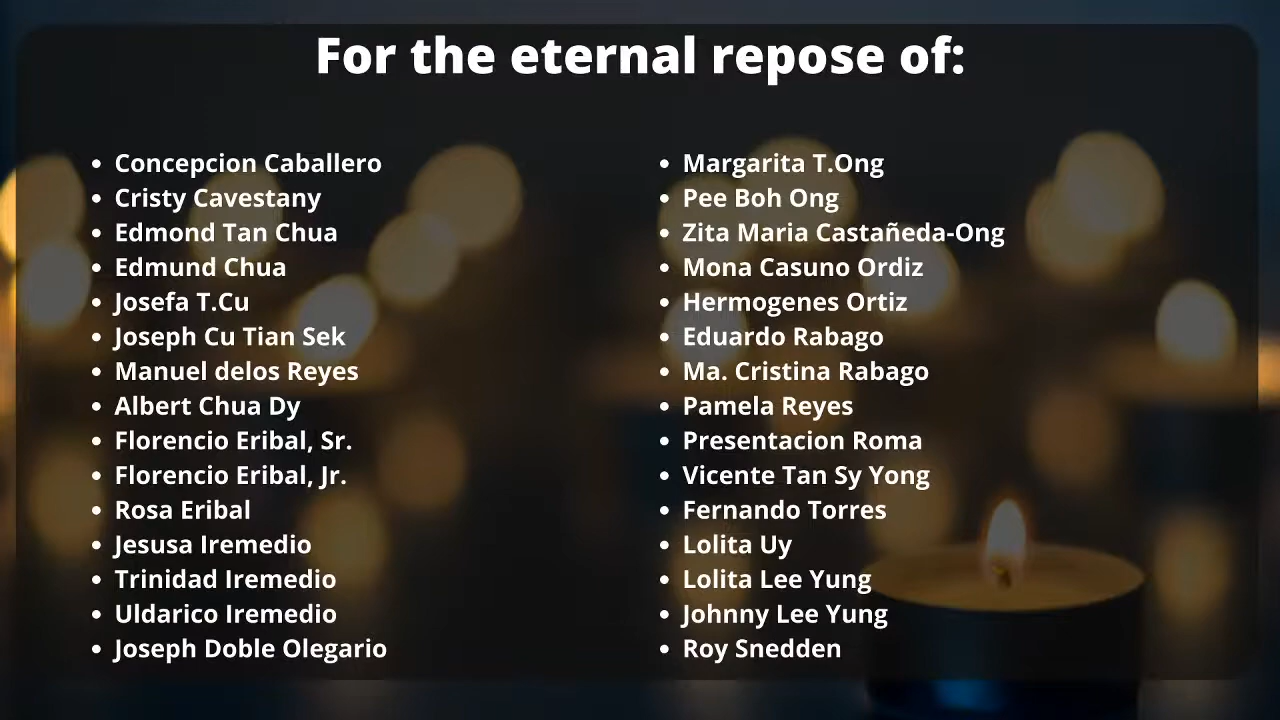 For the eternal repose of:
• Concepcion Caballero
• Cristy Cavestany
• Edmond Tan Chua
• Edmund Chua
• Josefa T.Cu
• Joseph Cu Tian Sek
• Manuel delos Reyes
• Albert Chua Dy
• Florencio Eribal, Sr.
• Florencio Eribal, Jr.
• Rosa Eribal
• Jesusa Iremedio
• Trinidad Iremedio
• Uldarico Iremedio
• Joseph Doble Olegario
• Margarita T.Ong
• Pee Boh Ong
• Zita Maria Castañeda-Ong
• Mona Casuno Ordiz
• Hermogenes Ortiz
• Eduardo Rabago
• Ma. Cristina Rabago
• Pamela Reyes
• Presentacion Roma
• Vicente Tan Sy Yong
• Fernando Torres
• Lolita Uy
• Lolita Lee Yung
• Johnny Lee Yung
• Roy Snedden